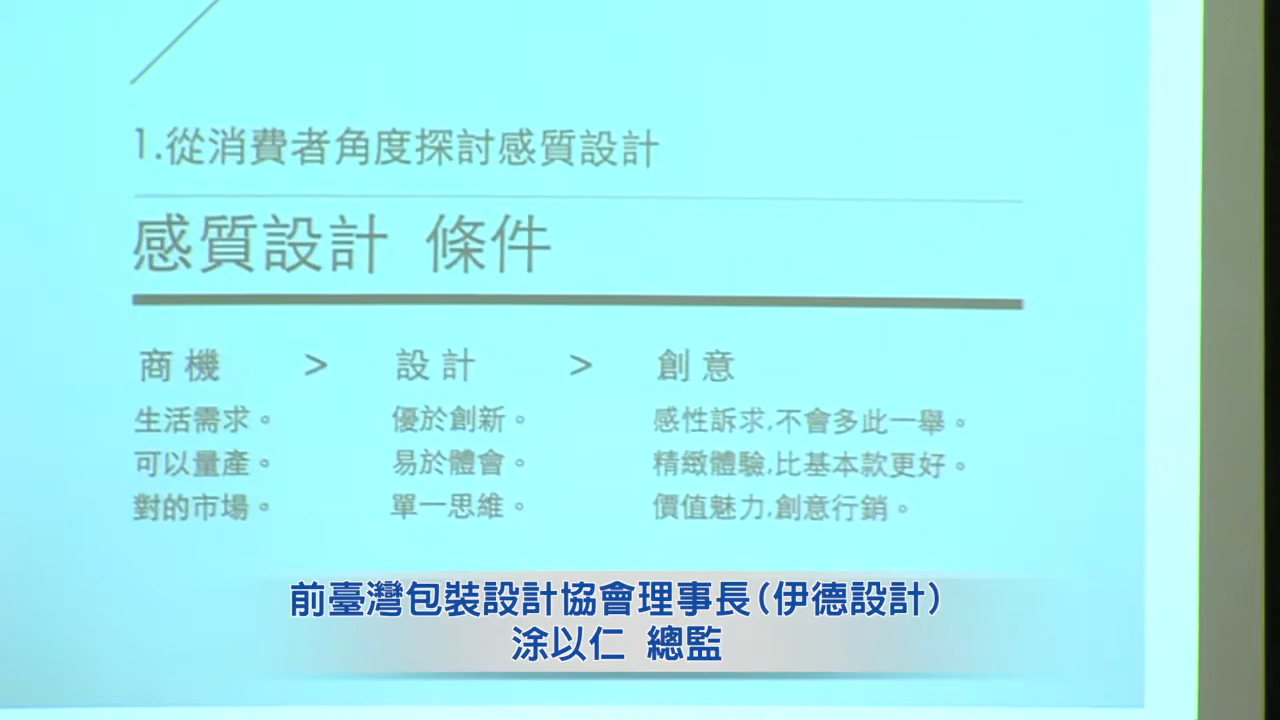 1.從消費者角度探討感質設計
感質設計 條件
商機 > 設計 > 創意
生活需求。 優於創新。 感性訴求,不會多此一舉。
可以量產。 易於體會。 精緻體驗,比基本款更好。
對的市場。 單一思維。 價值魅力,創意行銷。
前臺灣包裝設計協會理事長(伊德設計)
涂以仁 總監